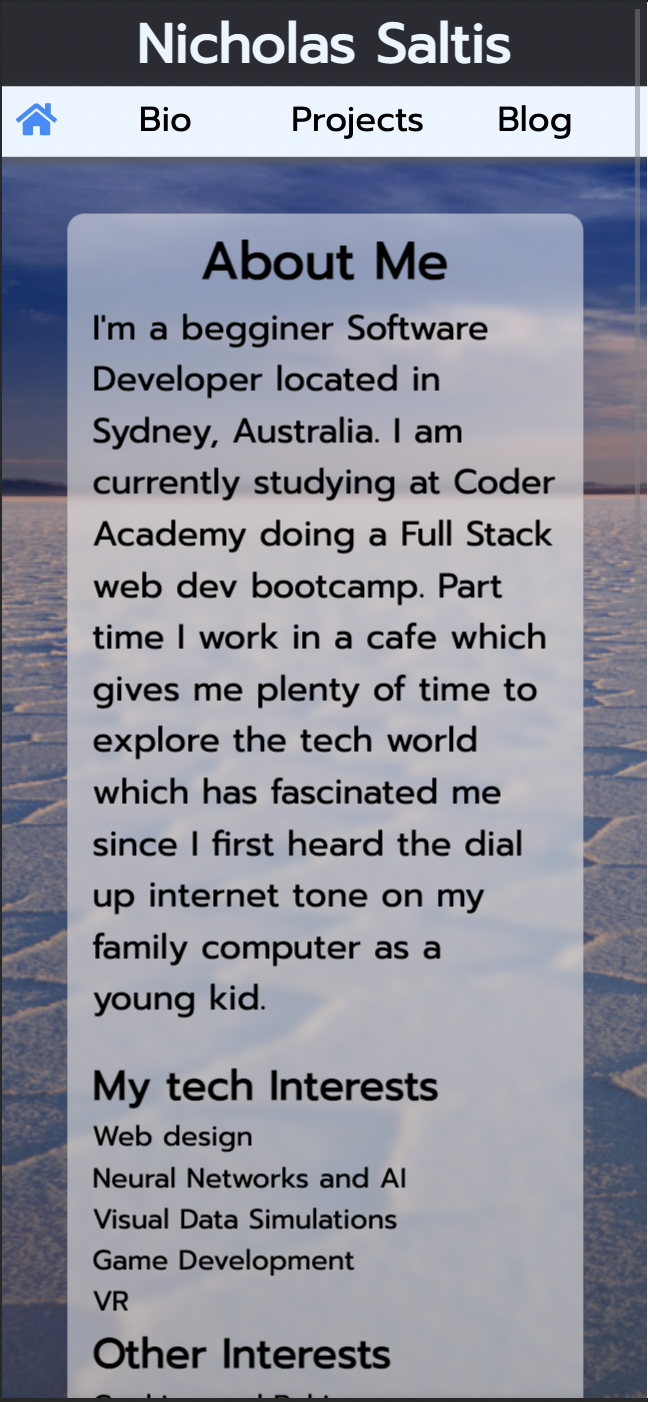 Nicholas Saltis
Bio Projects Blog
About Me
I'm a begginer Software
Developer located in
Sydney, Australia. I am
currently studying at Coder
Academy doing a Full Stack
web dev bootcamp. Part
time I work in a cafe which
gives me plenty of time to
explore the tech world
which has fascinated me
since I first heard the dial
up internet tone on my
family computer as a
young kid.
My tech Interests
Web design
Neural Networks and AI
Visual Data Simulations
Game Development
VR
Other Interests